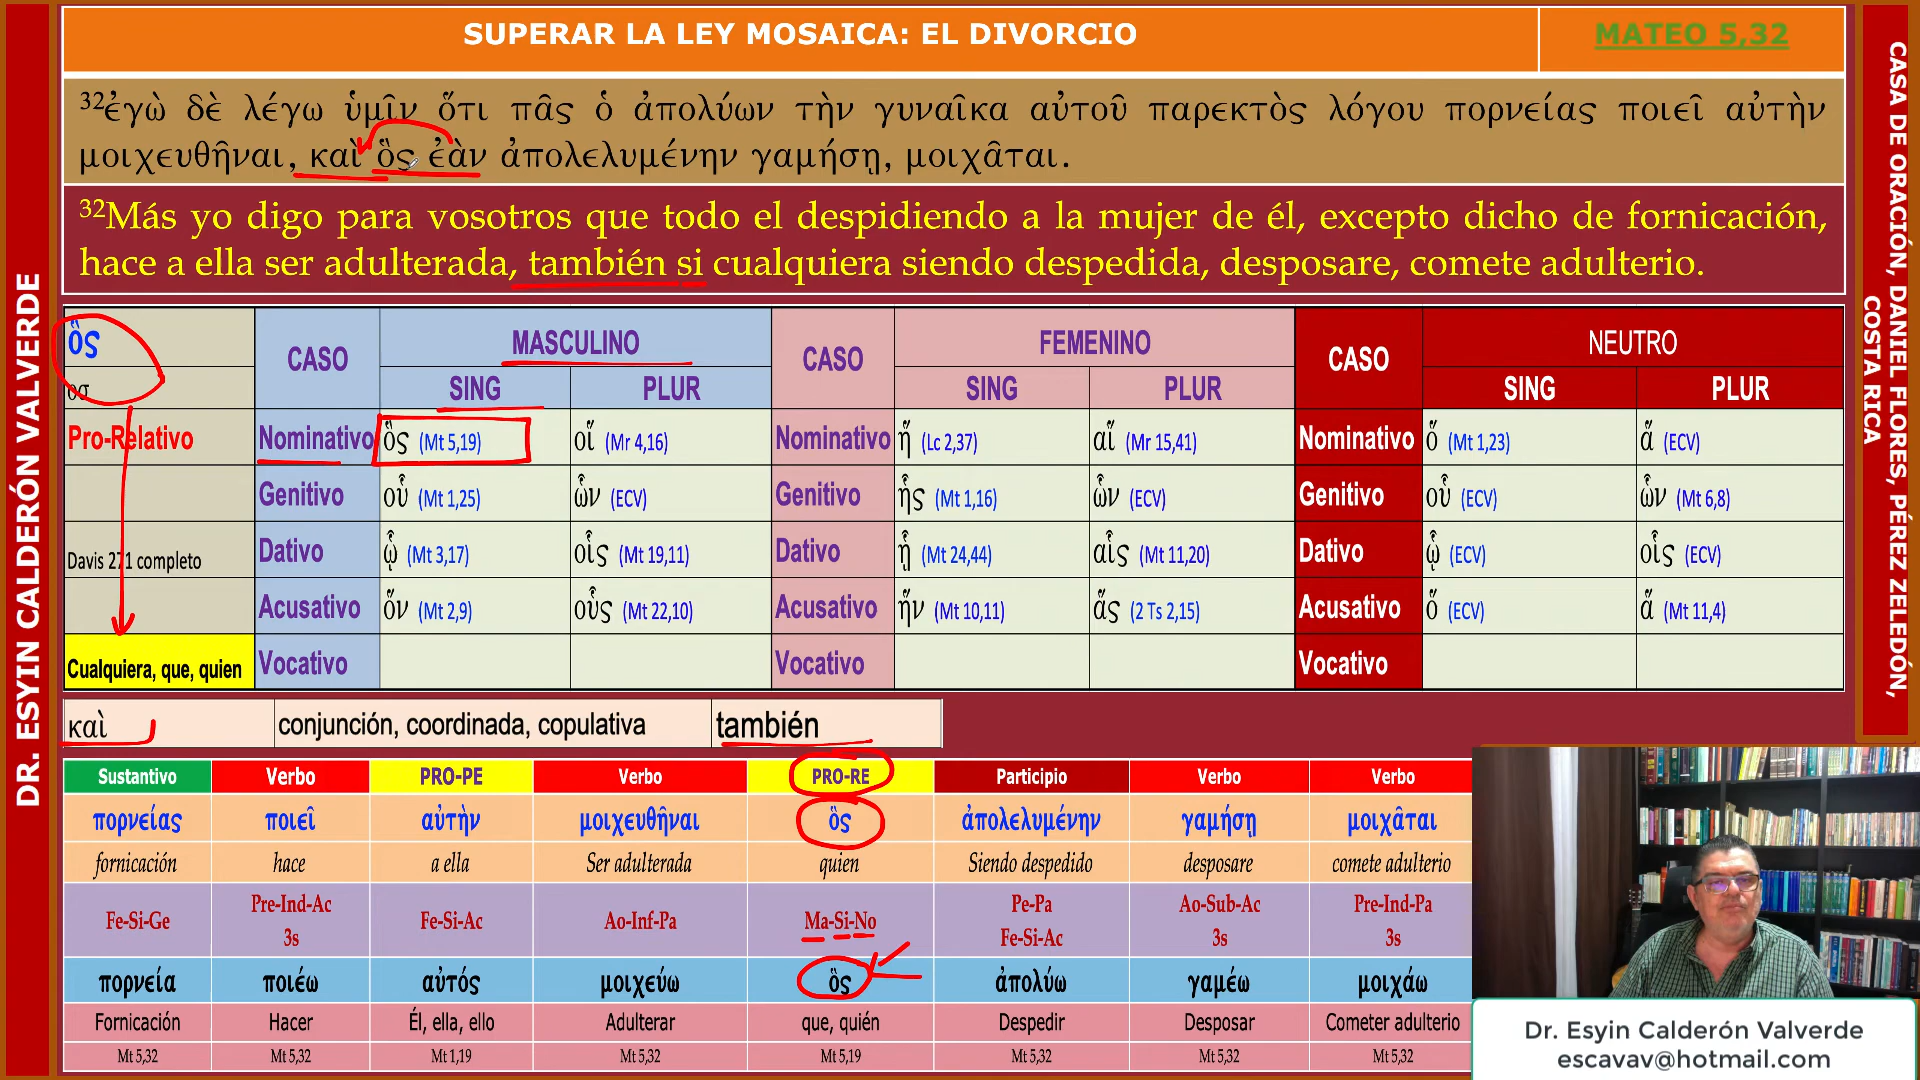 SUPERAR LA LEY MOSAICA: EL DIVORCIO
MATEO 5,32
³²ἐγὼ δὲ λέγω ὑμῖν ὅτι πᾶς ὁ ἀπολύων τὴν γυναῖκα αὐτοῦ παρεκτὸς λόγου πορνείας ποιεῖ αὐτὴν
μοιχευθῆναι, καὶ ὃς ἐὰν ἀπολελυμένην γαμήσῃ, μοιχᾶται.
³²Más yo digo para vosotros que todo el despidiendo a la mujer de él, excepto dicho de fornicación,
hace a ella ser adulterada, también si cualquiera siendo despedida, desposare, comete adulterio.
DR. ESYIN CALDERÓN VALVERDE
CASA DE ORACIÓN, DANIEL FLORES, PÉREZ ZELEDÓN,
COSTA RICA
ὃς CASO MASCULINO CASO FEMENINO CASO NEUTRO
οσ SING PLUR SING PLUR SING PLUR
Pro-Relativo Nominativo ὃς (Mt 5,19) οἵ (Mr 4,16) Nominativo ἥ (Lc 2,37) αἵ (Mr 15,41) Nominativo ὅ (Mt 1,23) ἅ (ECV)
Genitivo οὗ (Mt 1,25) ὧν (ECV) Genitivo ἧς (Mt 1,16) ὧν (ECV) Genitivo οὗ (ECV) ὧν (Mt 6,8)
Davis 271 completo Dativo ᾧ (Mt 3,17) οἷς (Mt 19,11) Dativo ᾗ (Mt 24,44) αἷς (Mt 11,20) Dativo ᾧ (ECV) οἷς (ECV)
Acusativo ὅν (Mt 2,9) οὗς (Mt 22,10) Acusativo ἥν (Mt 10,11) ἅς (2 Ts 2,15) Acusativo ὅ (ECV) ἅ (Mt 11,4)
Cualquiera, que, quien Vocativo Vocativo Vocativo
καὶ conjunción, coordinada, copulativa también
Sustantivo Verbo PRO-PE Verbo PRO-RE Participio Verbo Verbo
πορνείας ποιεῖ αὐτὴν μοιχευθῆναι ὃς ἀπολελυμένην γαμήσῃ μοιχᾶται
fornicación hace a ella Ser adulterada quien Siendo despedido desposare comete adulterio
Fe-Si-Ge Pre-Ind-Ac 3s Fe-Si-Ac Ao-Inf-Pa Ma-Si-No Pe-Pa Fe-Si-Ac Ao-Sub-Ac 3s Pre-Ind-Pa 3s
πορνεία ποιέω αὐτός μοιχεύω ὃς ἀπολύω γαμέω μοιχάω
Fornicación Hacer Él, ella, ello Adulterar que, quién Despedir Desposar Cometer adulterio
Mt 5,32 Mt 5,32 Mt 1,19 Mt 5,32 Mt 5,19 Mt 5,32 Mt 5,32 Mt 5,32
Dr. Esyin Calderón Valverde
escavav@hotmail.com